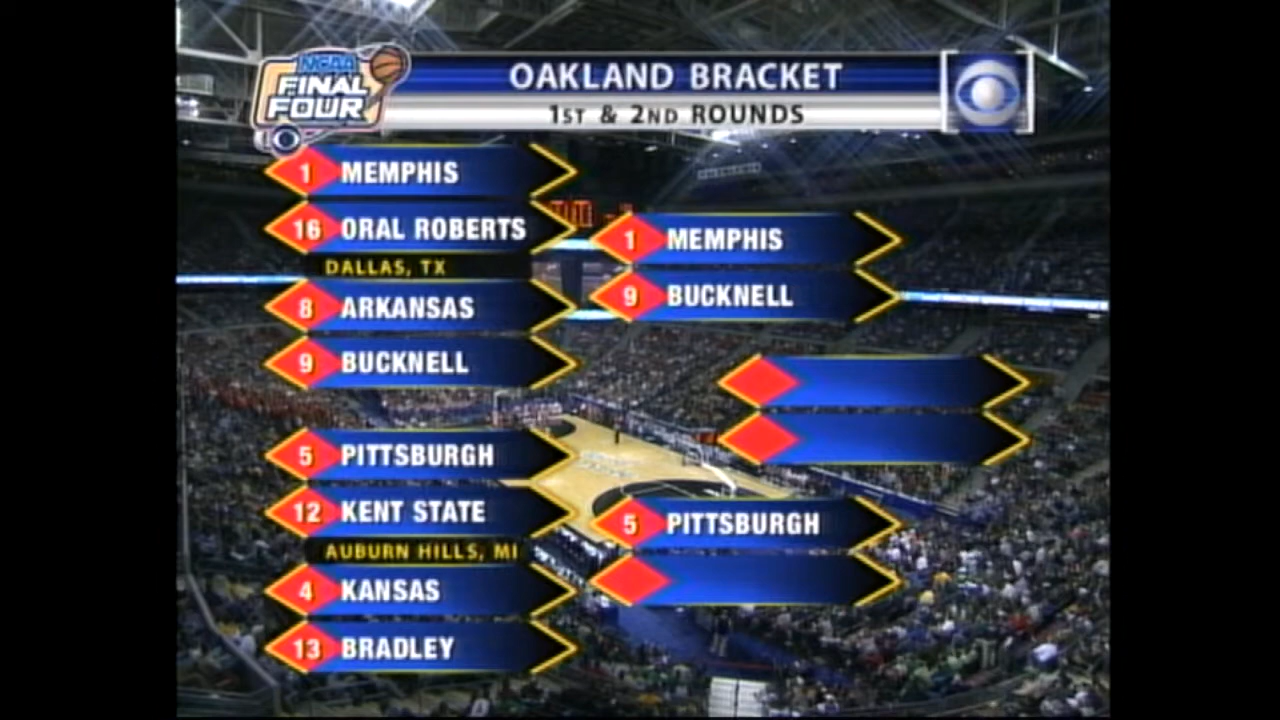 NCAA
FINAL
FOUR
OAKLAND BRACKET
1ST & 2ND ROUNDS
1 MEMPHIS
16 ORAL ROBERTS
DALLAS, TX
8 ARKANSAS
9 BUCKNELL
5 PITTSBURGH
12 KENT STATE
AUBURN HILLS, MI
4 KANSAS
13 BRADLEY
1 MEMPHIS
9 BUCKNELL
5 PITTSBURGH